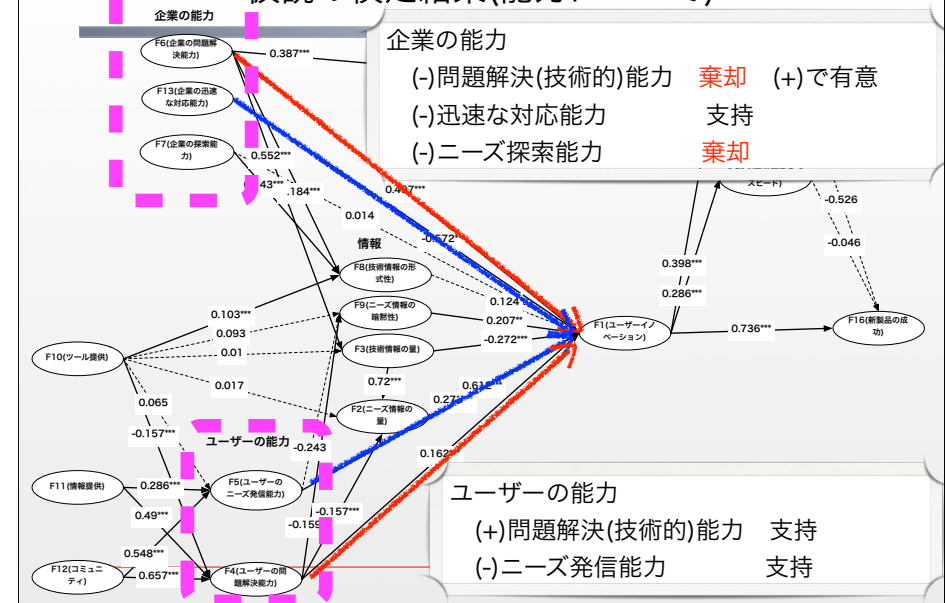 企業の能力
F6(企業の問題解
決能力)
F13(企業の迅速
な対応能力)
F7(企業の探索能
力)
0.387***
企業の能力
(-)問題解決(技術的)能力 棄却 (+)で有意
(-)迅速な対応能力 支持
(-)ニーズ探索能力 棄却
0.552***
.184***
0.014
スピード)
-0.526
-0.046
情報
F8(技術情報の形
式性)
F9(ニーズ情報の
暗黙性)
F3(技術情報の量)
F2(ニーズ情報の
量)
0.124
0.207**
-0.272***
0.72***
0.398***
0.286***
F1(ユーザーイノ
ベーション)
0.736***
F16(新製品の成
功)
F10(ツール提供)
0.103***
0.093
0.01
0.017
0.065
-0.157***
ユーザーの能力
-0.243
0.162
F5(ユーザーの
ニーズ発信能力)
F11(情報提供)
0.286***
0.49***
-0.157***
-0.159
0.548***
0.657***
F12(コミュニ
ティ)
F4(ユーザーの問
題解決能力)
ユーザーの能力
(+)問題解決(技術的)能力 支持
(-)ニーズ発信能力 支持